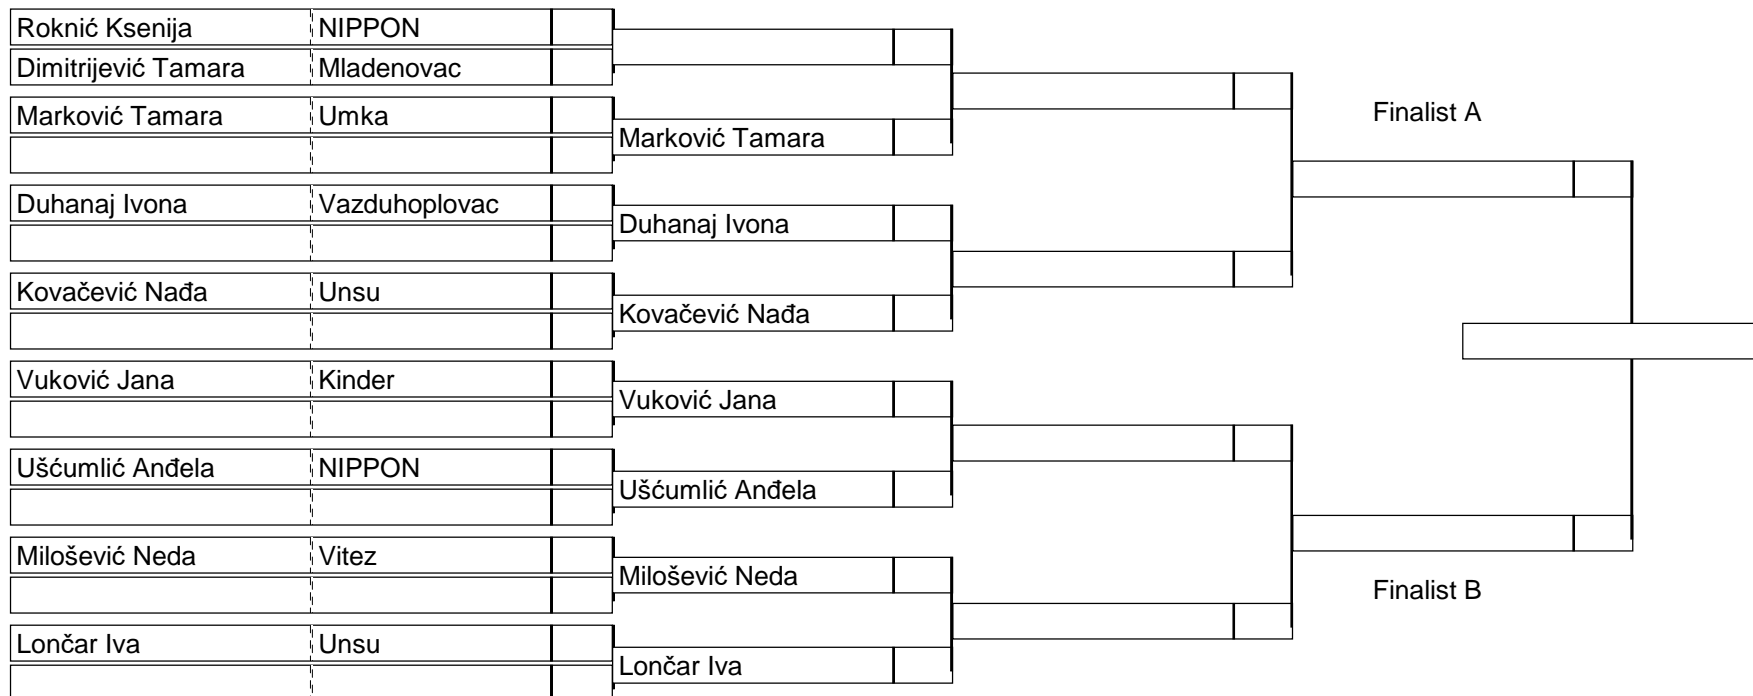 Roknić Ksenija NIPPON
Dimitrijević Tamara Mladenovac
Marković Tamara Umka
Marković Tamara
Duhanaj Ivona Vazduhoplovac
Duhanaj Ivona
Kovačević Nađa Unsu
Kovačević Nađa
Vuković Jana Kinder
Vuković Jana
Ušćumlić Anđela NIPPON
Ušćumlić Anđela
Milošević Neda Vitez
Milošević Neda
Lončar Iva Unsu
Lončar Iva
Finalist A
Finalist B